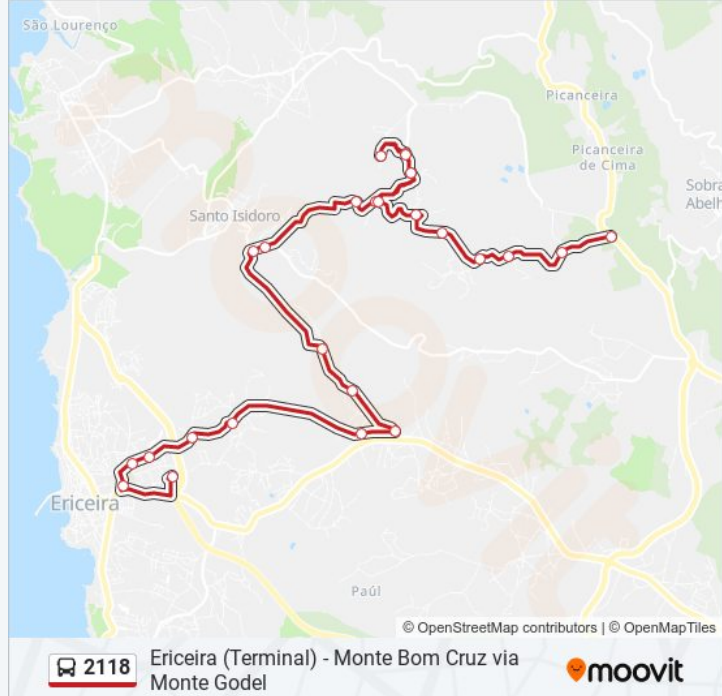 São Lourenço
Picanceira
Picanceira
de Cima
Sobra
Abelh
Santo Isidoro
Ericeira
Paúl
© OpenStreetMap contributors | © OpenMapTiles
2118
Ericeira (Terminal) - Monte Bom Cruz via
Monte Godel
moovit